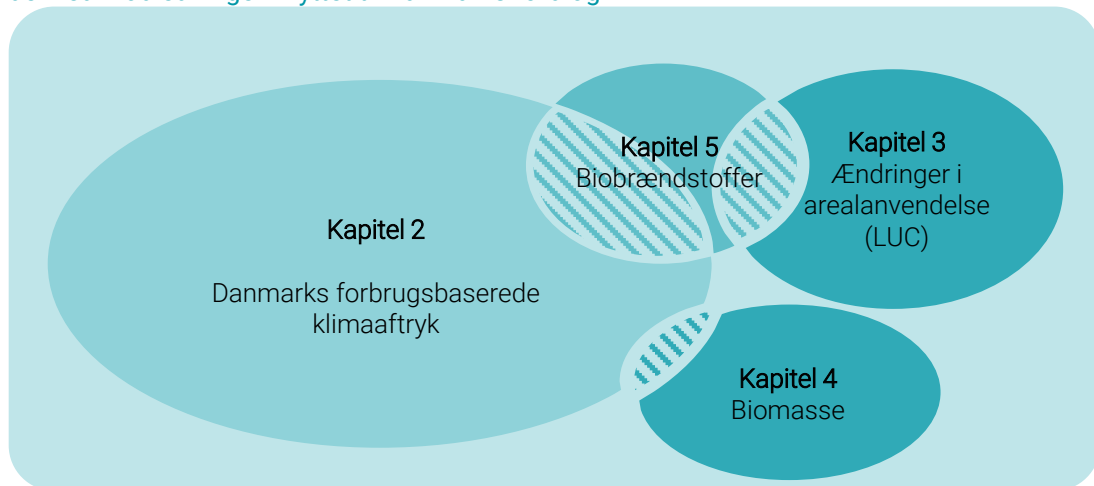 Kapitel 5
Biobrændstoffer
Kapitel 3
Ændringer i
arealanvendelse
(LUC)
Kapitel 2
Danmarks forbrugsbaserede
klimaaftryk
Kapitel 4
Biomasse